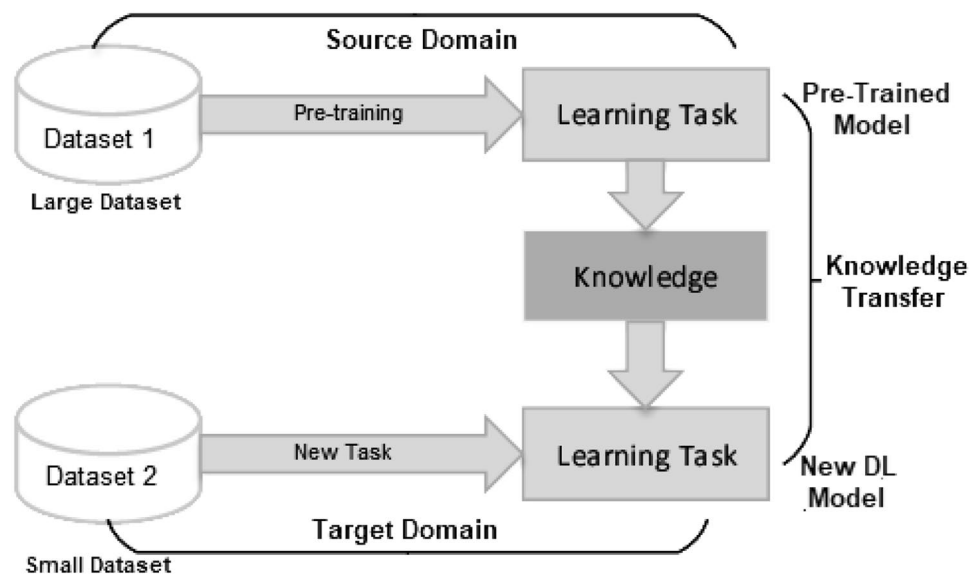 Source Domain
Pre-training
Learning Task
Pre-Trained
Model
Dataset 1
Large Dataset
Knowledge
Knowledge
Transfer
New Task
Learning Task
Dataset 2
New DL
Model
Target Domain
Small Dataset